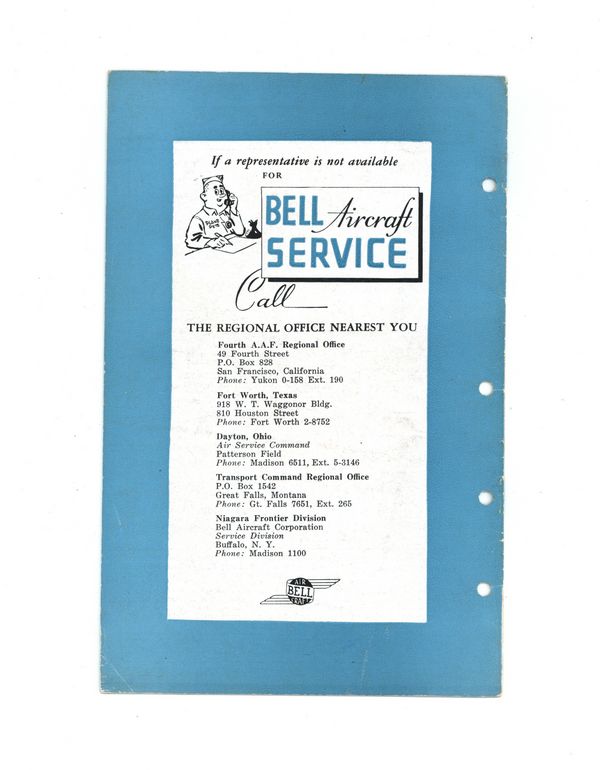 If a representative is not available
FOR
BELL Aircraft
SERVICE
Call
THE REGIONAL OFFICE NEAREST YOU
Fourth A.A.F. Regional Office
49 Fourth Street
P.O. Box 828
San Francisco, California
Phone: Yukon 0-158 Ext. 190
Fort Worth, Texas
918 W. T. Waggonor Bldg.
810 Houston Street
Phone: Fort Worth 2-8752
Dayton, Ohio
Air Service Command
Patterson Field
Phone: Madison 6511, Ext. 5-3146
Transport Command Regional Office
P.O. Box 1542
Great Falls, Montana
Phone: Gt. Falls 7651, Ext. 265
Niagara Frontier Division
Bell Aircraft Corporation
Service Division
Buffalo, N. Y.
Phone: Madison 1100
AIR
BELL
CRAFT